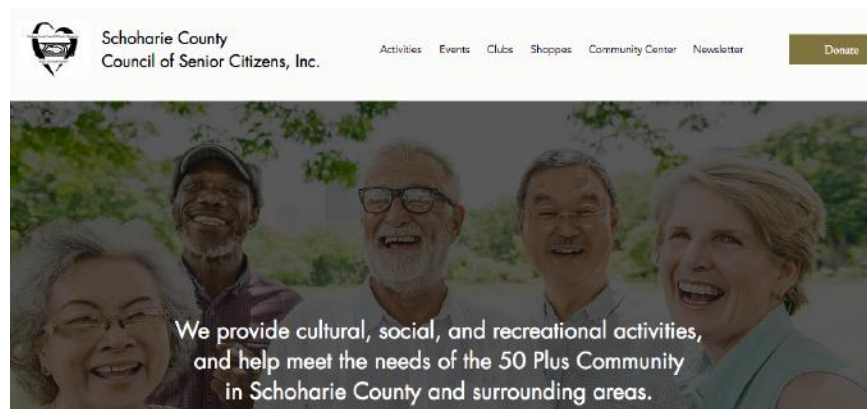 Schoharie County
Council of Senior Citizens, Inc.
Activities Events Clubs Shoppes Community Center Newsletter
Donate
We provide cultural, social, and recreational activities,
and help meet the needs of the 50 Plus Community
in Schoharie County and surrounding areas.